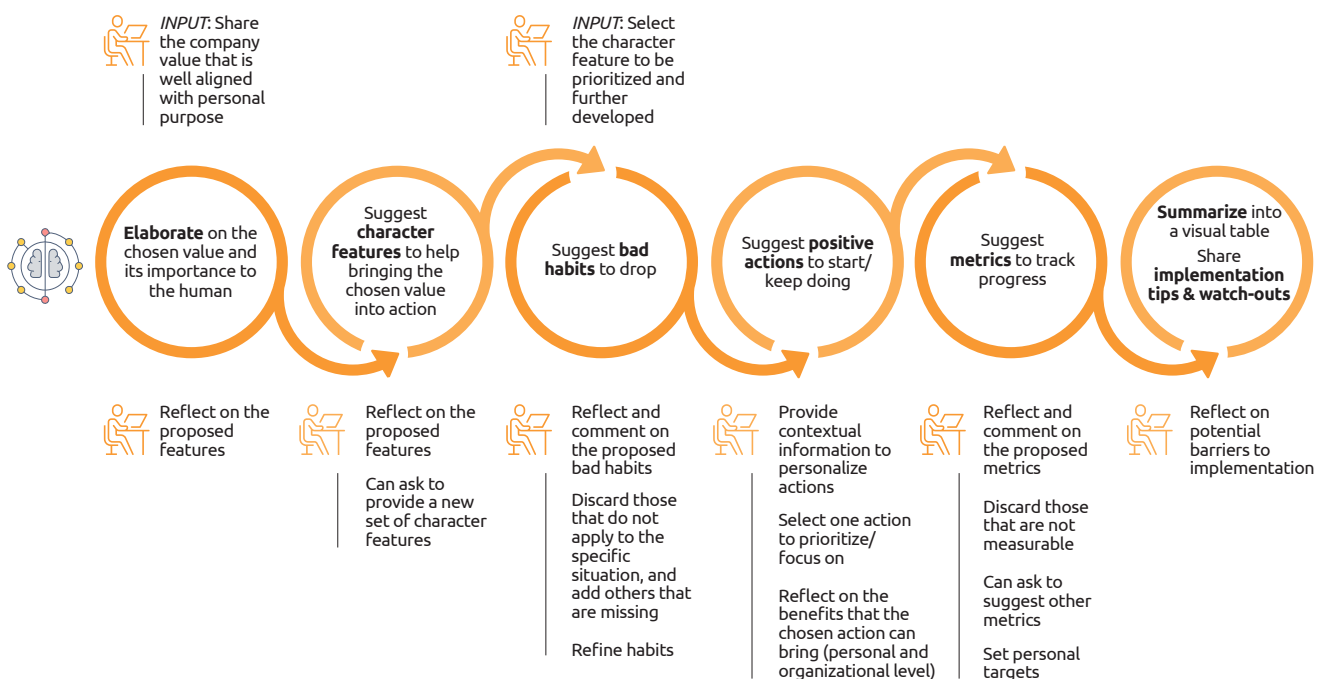 INPUT: Share
the company
value that is
well aligned
with personal
purpose
INPUT: Select
the character
feature to be
prioritized and
further
developed
Elaborate on the
chosen value and
its importance to
the human
Suggest
character
features to help
bringing the
chosen value
into action
Suggest bad
habits to drop
Suggest positive
actions to start/
keep doing
Suggest
metrics to track
progress
Summarize into
a visual table
Share
implementation
tips & watch-outs
Reflect on the
proposed
features
Reflect on the
proposed
features
Can ask to
provide a new
set of character
features
Reflect and
comment on
the proposed
bad habits
Discard those
that do not
apply to the
specific
situation, and
add others that
are missing
Refine habits
Provide
contextual
information to
personalize
actions
Select one action
to prioritize/
focus on
Reflect on the
benefits that the
chosen action can
bring (personal and
organizational level)
Reflect and
comment on
the proposed
metrics
Discard those
that are not
measurable
Can ask to
suggest other
metrics
Set personal
targets
Reflect on
potential
barriers to
implementation